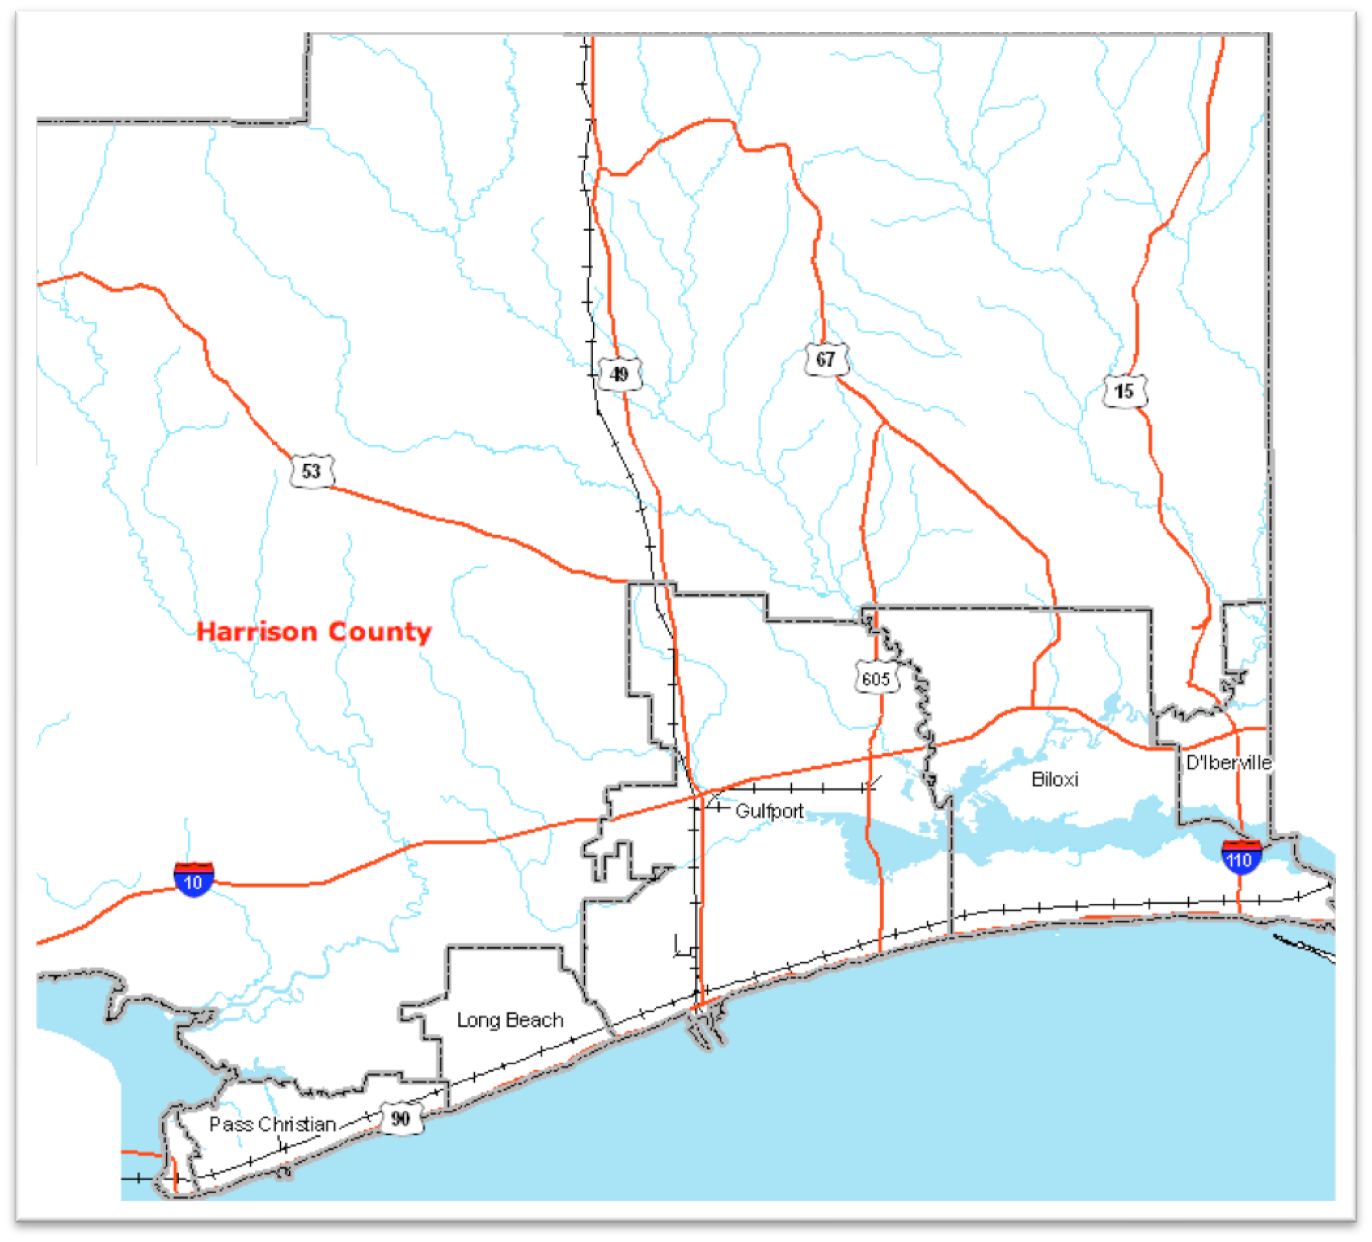 67
49
15
53
Harrison County
605
D'Iberville
Biloxi
Gulfport
110
10
Long Beach
90
Pass Christian